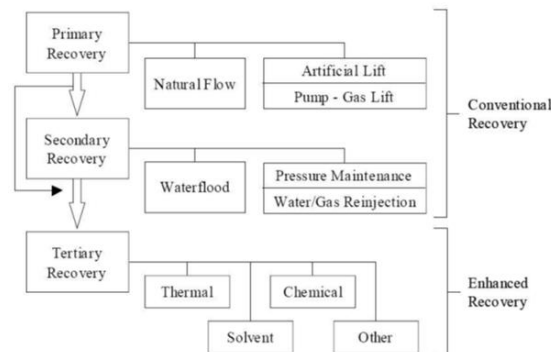 Primary
Recovery
Natural Flow
Artificial Lift
Pump - Gas Lift
Conventional
Recovery
Secondary
Recovery
Waterflood
Pressure Maintenance
Water/Gas Reinjection
Tertiary
Recovery
Thermal
Chemical
Solvent
Other
Enhanced
Recovery